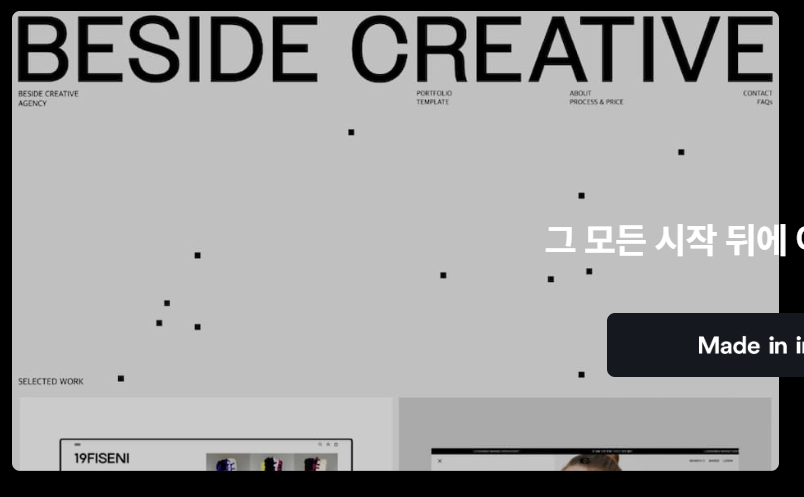 BESIDE CREATIVE
BESIDE CREATIVE
AGENCY
PORTFOLIO
TEMPLATE
ABOUT
PROCESS & PRICE
CONTACT
FAQs
그 모든 시작 뒤에
Made in
SELECTED WORK
19FISENI